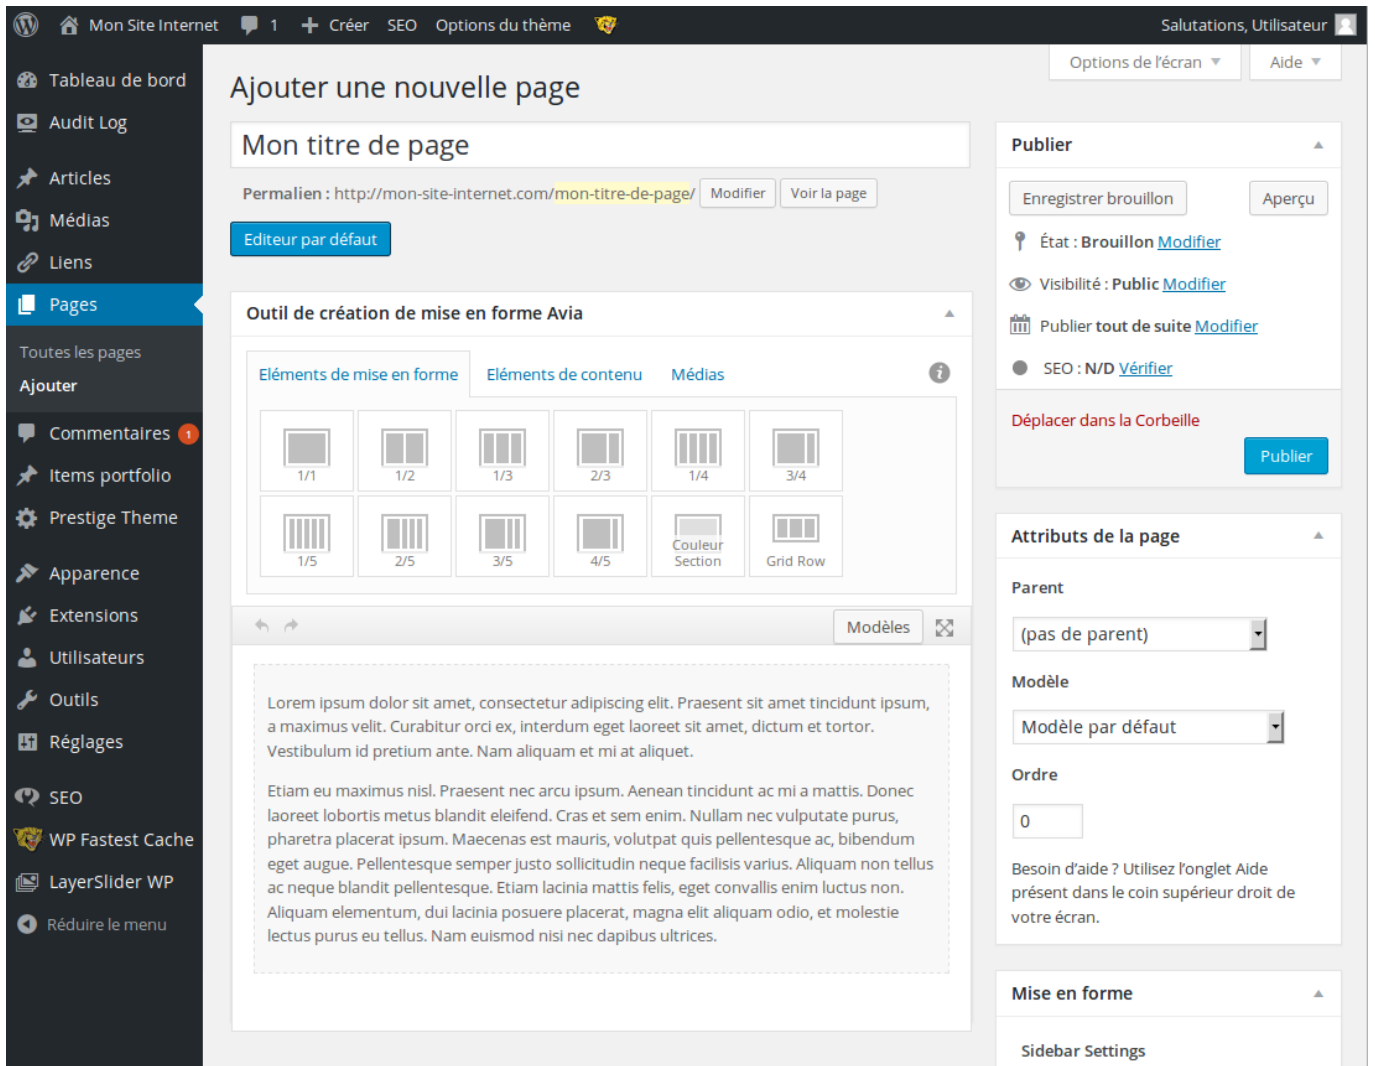 Mon Site Internet 1 Créer SEO Options du thème Salutations, Utilisateur
Options de l'écran Aide
Tableau de bord
Audit Log
Articles
Médias
Liens
Pages
Toutes les pages
Ajouter
Commentaires 1
Items portfolio
Prestige Theme
Apparence
Extensions
Utilisateurs
Outils
Réglages
SEO
WP Fastest Cache
LayerSlider WP
Réduire le menu
Ajouter une nouvelle page
Mon titre de page
Permalien : http://mon-site-internet.com/mon-titre-de-page/ Modifier Voir la page
Editeur par défaut
Outil de création de mise en forme Avia
Eléments de mise en forme Eléments de contenu Médias
1/1 1/2 1/3 2/3 1/4 3/4
1/5 2/5 3/5 4/5 Couleur Section Grid Row
Modèles
Lorem ipsum dolor sit amet, consectetur adipiscing elit. Praesent sit amet tincidunt ipsum,
a maximus velit. Curabitur orci ex, interdum eget laoreet sit amet, dictum et tortor.
Vestibulum id pretium ante. Nam aliquam et mi at aliquet.
Etiam eu maximus nisl. Praesent nec arcu ipsum. Aenean tincidunt ac mi a mattis. Donec
laoreet lobortis metus blandit eleifend. Cras et sem enim. Nullam nec vulputate purus,
pharetra placerat ipsum. Maecenas est mauris, volutpat quis pellentesque ac, bibendum
eget augue. Pellentesque semper justo sollicitudin neque facilisis varius. Aliquam non tellus
ac neque blandit pellentesque. Etiam lacinia mattis felis, eget convallis enim luctus non.
Aliquam elementum, dui lacinia posuere placerat, magna elit aliquam odio, et molestie
lectus purus eu tellus. Nam euismod nisi nec dapibus ultrices.
Publier
Enregistrer brouillon Aperçu
État : Brouillon Modifier
Visibilité : Public Modifier
Publier tout de suite Modifier
SEO : N/D Vérifier
Déplacer dans la Corbeille
Publier
Attributs de la page
Parent
(pas de parent)
Modèle
Modèle par défaut
Ordre
0
Besoin d'aide ? Utilisez l'onglet Aide
présent dans le coin supérieur droit de
votre écran.
Mise en forme
Sidebar Settings